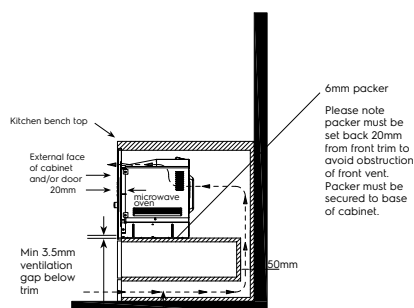 6mm packer
Please note
packer must be
set back 20mm
from front trim to
avoid obstruction
of front vent.
Packer must be
secured to base
of cabinet.
Kitchen bench top
External face
of cabinet
and/or door
20mm
microwave
oven
Min 3.5mm
ventilation
gap below
trim
50mm